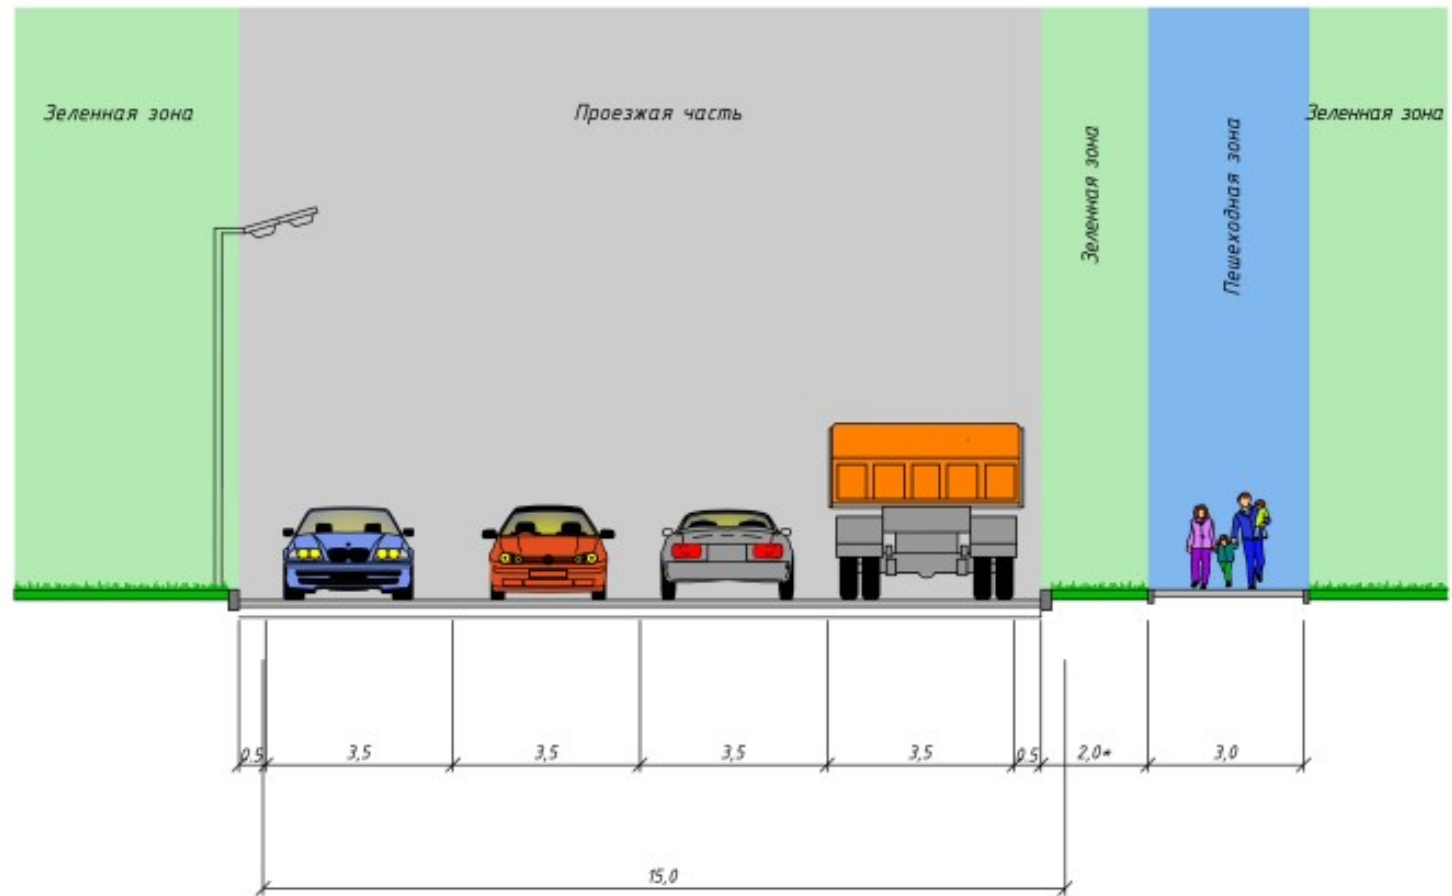 Зеленная зона
Проезжая часть
Зеленная зона
Пешеходная зона
Зеленная зона
0.5
3,5
3,5
3,5
3,5
0.5
2,0*
3,0
15,0